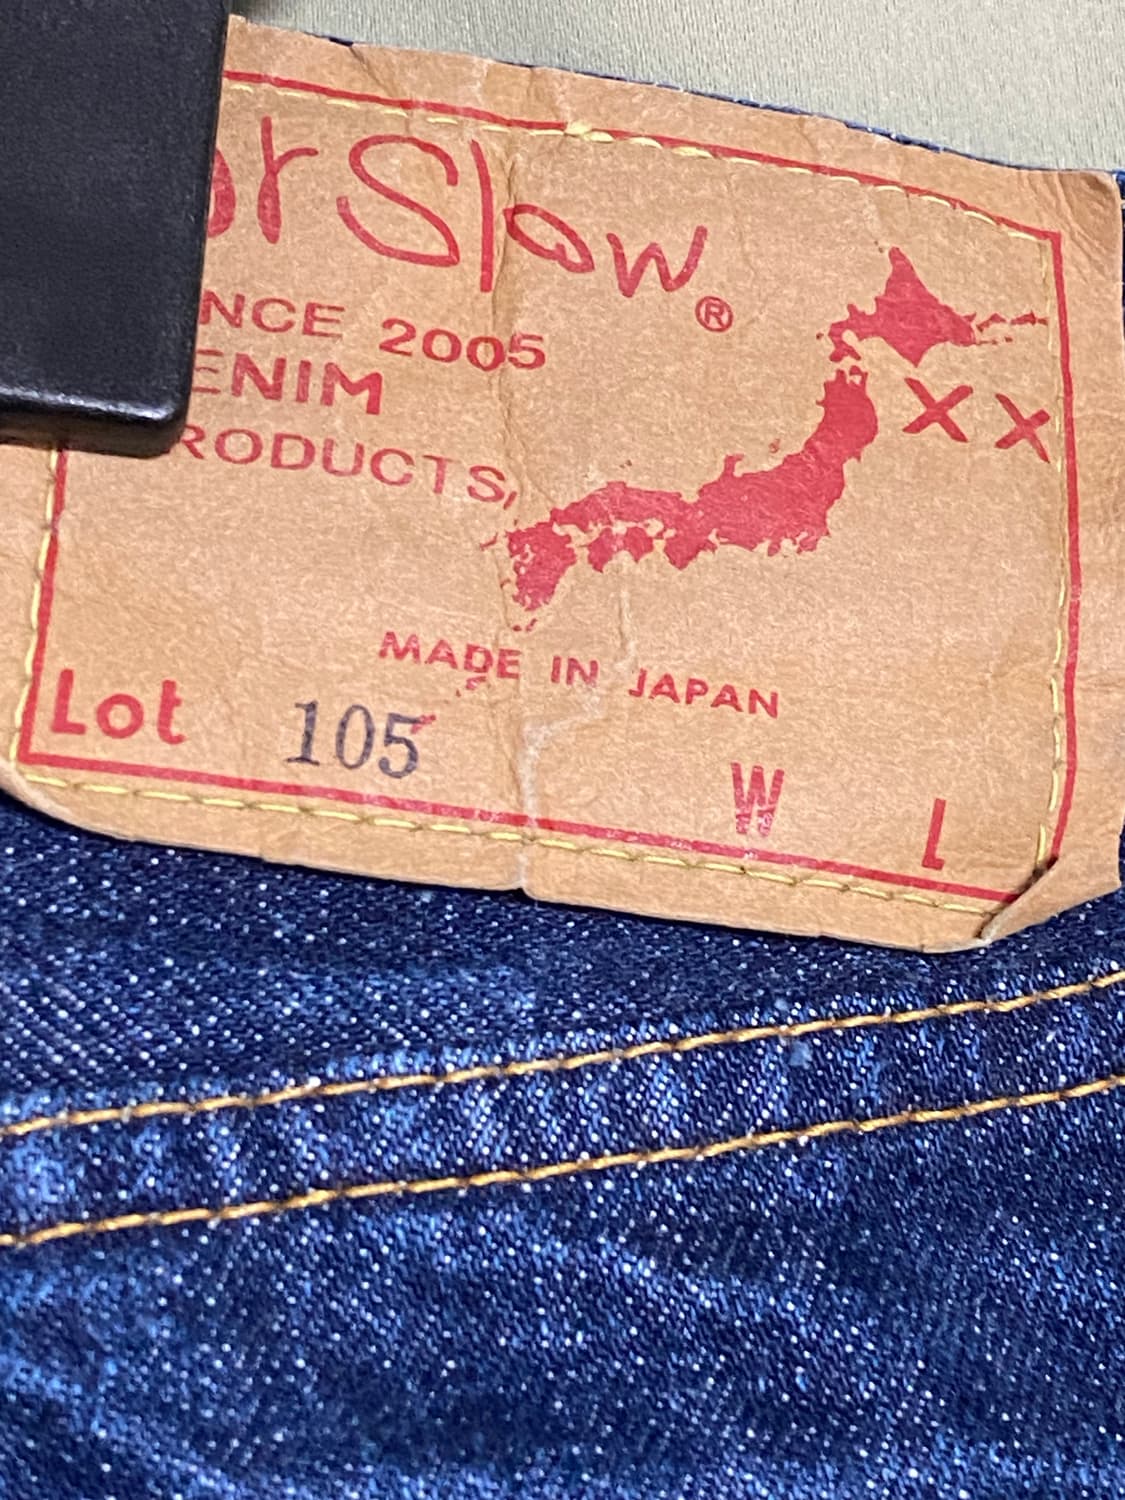 orSlow®
NCE 2005
ENIM
RODUCTS,
XX
MADE IN JAPAN
Lot 105 W L